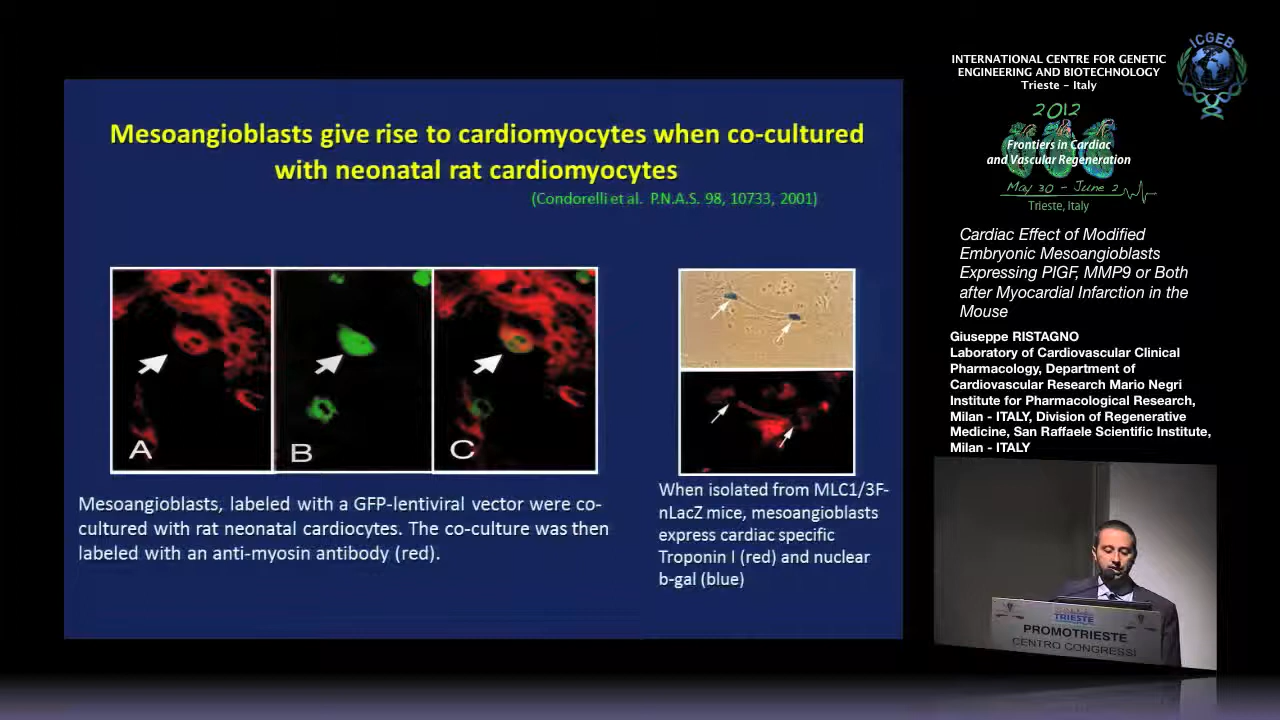 Mesoangioblasts give rise to cardiomyocytes when co-cultured
with neonatal rat cardiomyocytes
(Condorelli et al. P.N.A.S. 98, 10733, 2001)
A
B
C
Mesoangioblasts, labeled with a GFP-lentiviral vector were co-
cultured with rat neonatal cardiocytes. The co-culture was then
labeled with an anti-myosin antibody (red).
When isolated from MLC1/3F-
nLacZ mice, mesoangioblasts
express cardiac specific
Troponin I (red) and nuclear
b-gal (blue)
INTERNATIONAL CENTRE FOR GENETIC
ENGINEERING AND BIOTECHNOLOGY
Trieste - Italy
ICGEB
2012
Frontiers in Cardiac
and Vascular Regeneration
May 30 - June 2
Trieste, Italy
Cardiac Effect of Modified
Embryonic Mesoangioblasts
Expressing PlGF, MMP9 or Both
after Myocardial Infarction in the
Mouse
Giuseppe RISTAGNO
Laboratory of Cardiovascular Clinical
Pharmacology, Department of
Cardiovascular Research Mario Negri
Institute for Pharmacological Research,
Milan - ITALY, Division of Regenerative
Medicine, San Raffaele Scientific Institute,
Milan - ITALY
TRIESTE
PROMOTRIESTE
CENTRO CONGRESSI